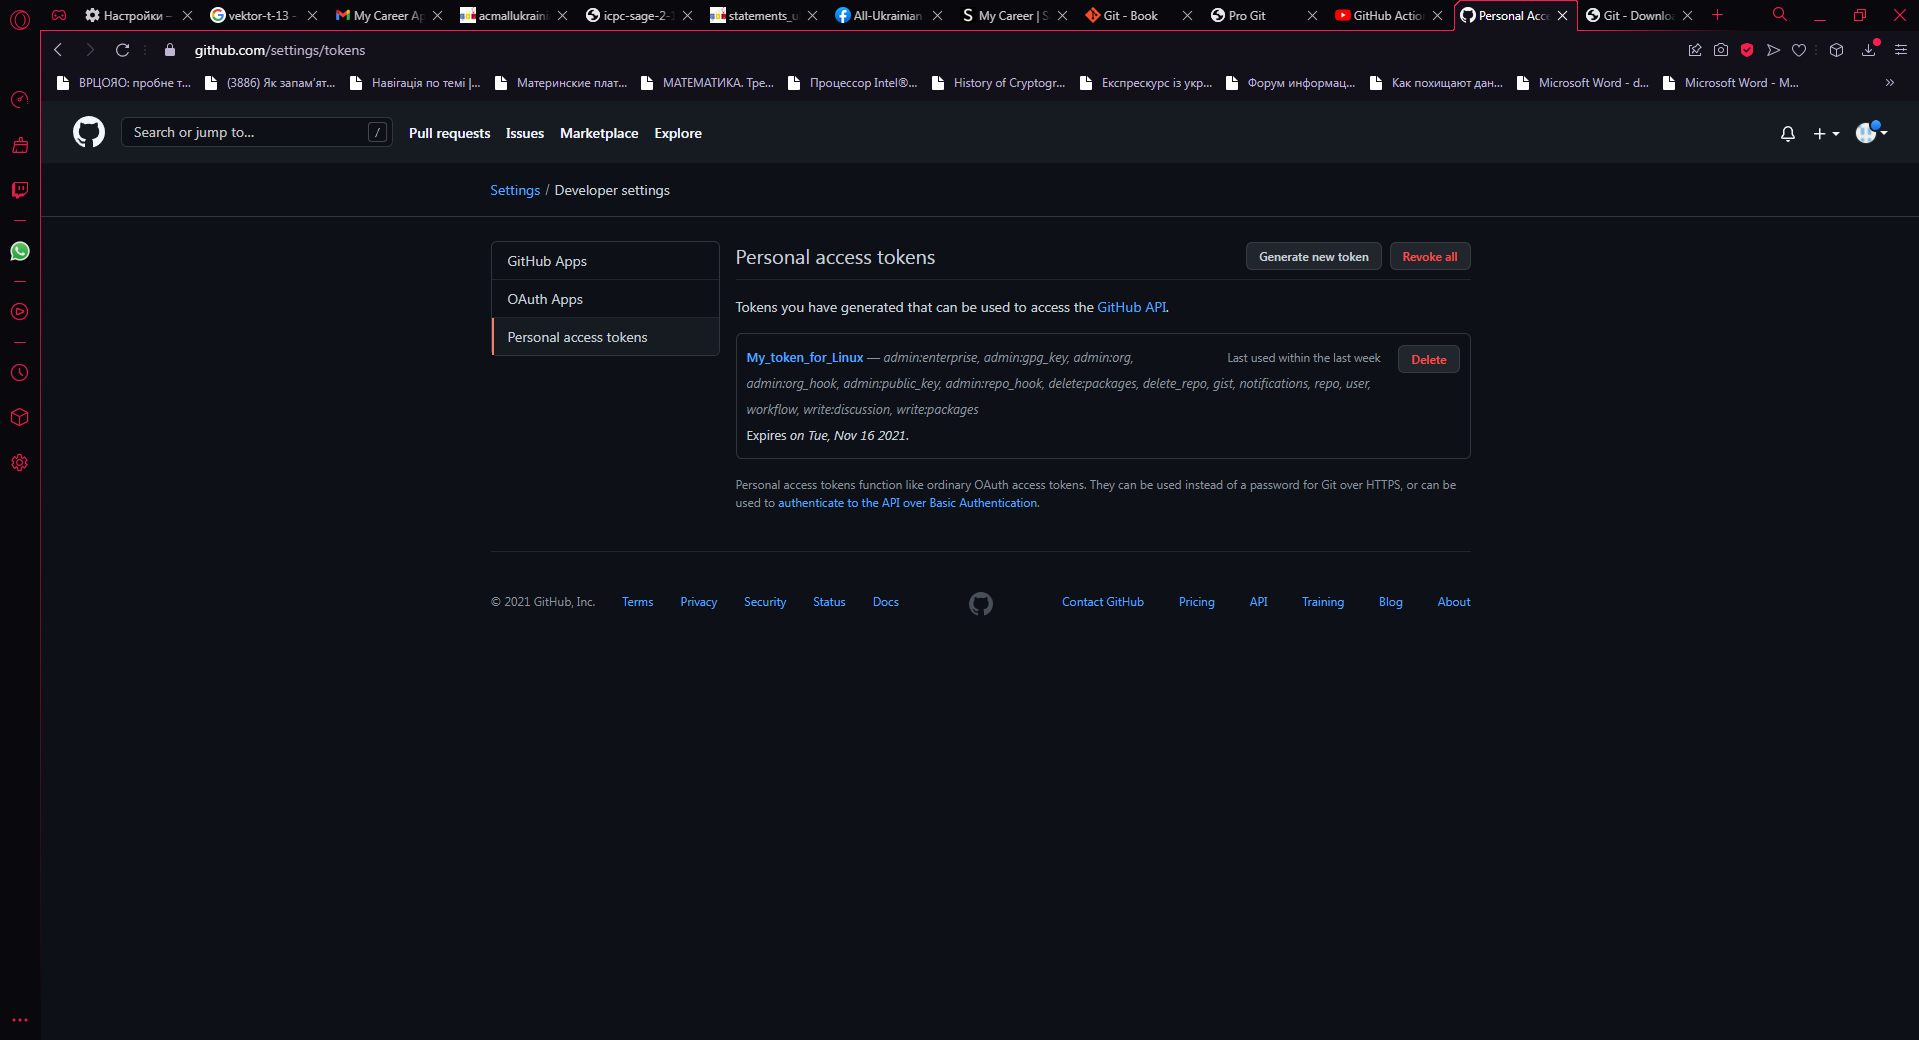 Настройки –
vektor-t-13 -
My Career Ap
acmallukraini
icpc-sage-2-1
statements_u
All-Ukrainian
My Career | S
Git - Book
Pro Git
GitHub Actio
Personal Acce
Git - Downloa
github.com/settings/tokens
ВРЦОЯО: пробне т...
(3886) Як запам'ят...
Навігація по темі |...
Материнские плат...
МАТЕМАТИКА. Тре...
Процессор Intel®...
History of Cryptogr...
Експрескурс із укр...
Форум информац...
Как похищают дан...
Microsoft Word - d...
Microsoft Word - M...
»
Search or jump to...
/
Pull requests
Issues
Marketplace
Explore
Settings / Developer settings
GitHub Apps
OAuth Apps
Personal access tokens
Personal access tokens
Generate new token
Revoke all
Tokens you have generated that can be used to access the GitHub API.
My_token_for_Linux — admin:enterprise, admin:gpg_key, admin:org,
admin:org_hook, admin:public_key, admin:repo_hook, delete:packages, delete_repo, gist, notifications, repo, user,
workflow, write:discussion, write:packages
Last used within the last week
Delete
Expires on Tue, Nov 16 2021.
Personal access tokens function like ordinary OAuth access tokens. They can be used instead of a password for Git over HTTPS, or can be
used to authenticate to the API over Basic Authentication.
© 2021 GitHub, Inc.
Terms
Privacy
Security
Status
Docs
Contact GitHub
Pricing
API
Training
Blog
About